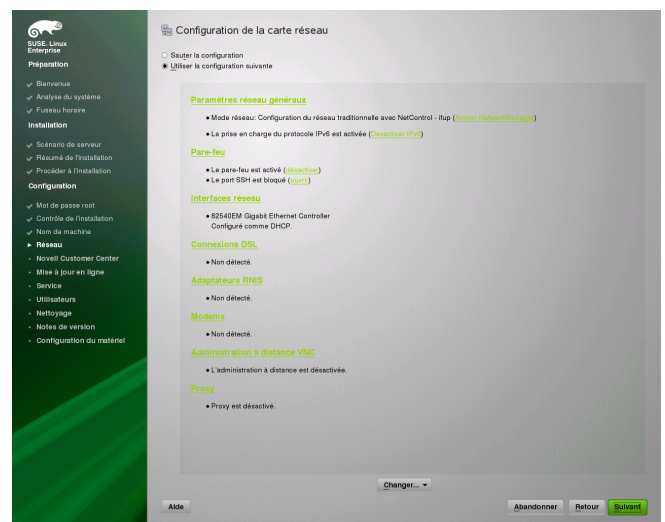 SUSE. Linux
Enterprise
Préparation
Bienvenue
Analyse du système
Fuseau horaire
Installation
Scénario de serveur
Résumé de l'installation
Procéder à l'installation
Configuration
Mot de passe root
Contrôle de l'installation
Nom de machine
Réseau
Novell Customer Center
Mise à jour en ligne
Service
Utilisateurs
Nettoyage
Notes de version
Configuration du matériel
Configuration de la carte réseau
Sauter la configuration
Utiliser la configuration suivante
Paramètres réseau généraux
Mode réseau: Configuration du réseau traditionnelle avec NetControl - ifup (Activer NetworkManager)
La prise en charge du protocole IPv6 est activée (Désactiver IPv6)
Pare-feu
Le pare-feu est activé (désactiver)
Le port SSH est bloqué (ouvrir)
Interfaces réseau
82540EM Gigabit Ethernet Controller
Configuré comme DHCP.
Connexions DSL
Non détecté.
Adaptateurs RNIS
Non détecté.
Modems
Non détecté.
Administration à distance VNC
L'administration à distance est désactivée.
Proxy
Proxy est désactivé.
Changer...
Aide
Abandonner
Retour
Suivant